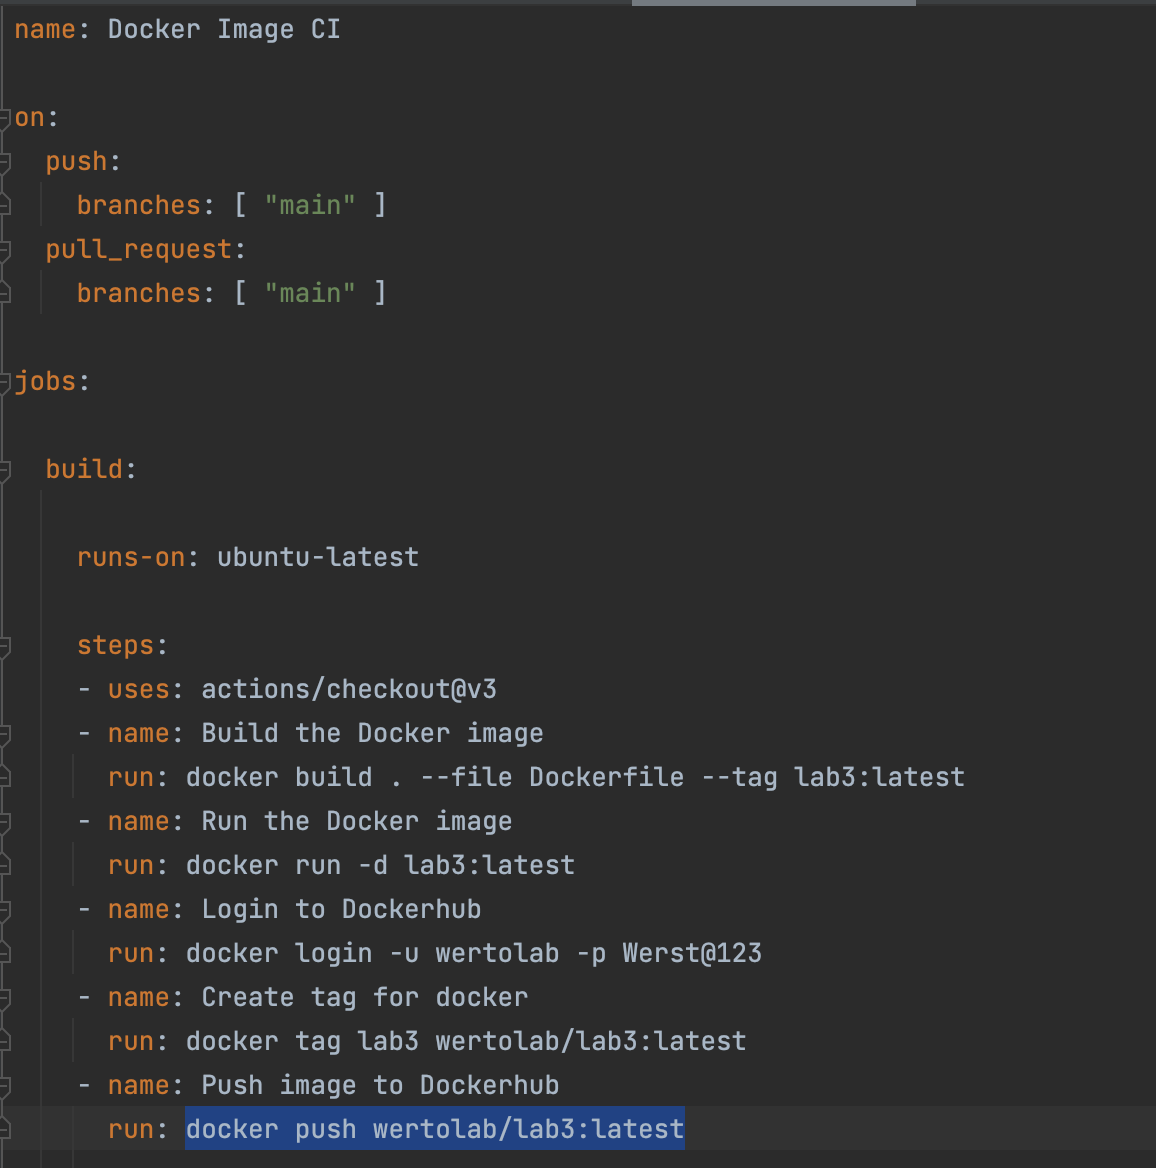 name: Docker Image CI
on:
push:
branches: [ "main" ]
pull_request:
branches: [ "main" ]
jobs:
build:
runs-on: ubuntu-latest
steps:
- uses: actions/checkout@v3
- name: Build the Docker image
run: docker build . --file Dockerfile --tag lab3:latest
- name: Run the Docker image
run: docker run -d lab3:latest
- name: Login to Dockerhub
run: docker login -u wertolab -p Werst@123
- name: Create tag for docker
run: docker tag lab3 wertolab/lab3:latest
- name: Push image to Dockerhub
run: docker push wertolab/lab3:latest